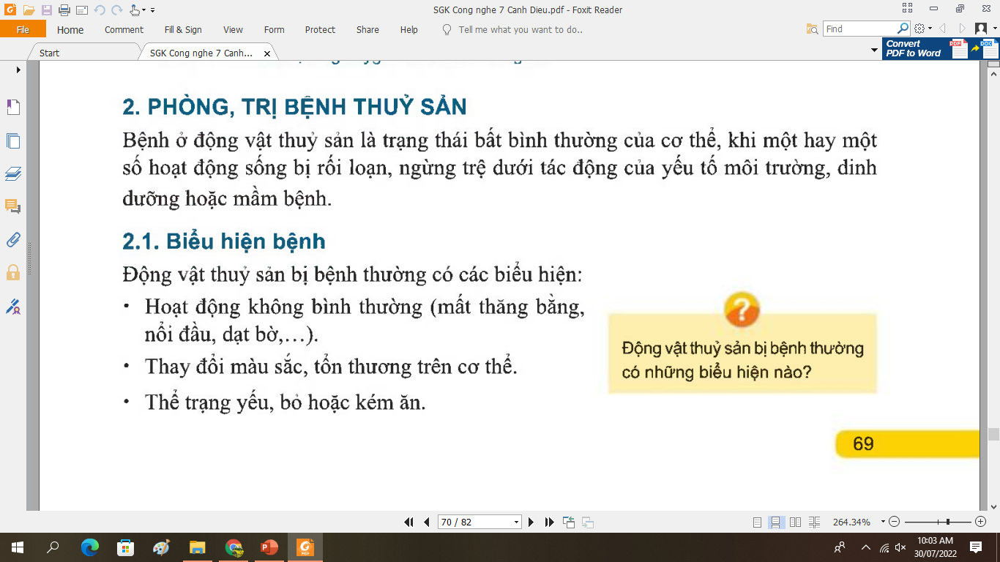 SGK Cong nghe 7 Canh Dieu.pdf - Foxit Reader
File Home Comment Fill & Sign View Form Protect Share Help Tell me what you want to do.. Find
Start SGK Cong nghe 7 Canh... Convert PDF to Word
2. PHÒNG, TRỊ BỆNH THUỶ SẢN
Bệnh ở động vật thuỷ sản là trạng thái bất bình thường của cơ thể, khi một hay một
số hoạt động sống bị rối loạn, ngừng trệ dưới tác động của yếu tố môi trường, dinh
dưỡng hoặc mầm bệnh.
2.1. Biểu hiện bệnh
Động vật thuỷ sản bị bệnh thường có các biểu hiện:
• Hoạt động không bình thường (mất thăng bằng,
nổi đầu, dạt bờ,…).
• Thay đổi màu sắc, tổn thương trên cơ thể.
• Thể trạng yếu, bỏ hoặc kém ăn.
?
Động vật thuỷ sản bị bệnh thường
có những biểu hiện nào?
69
70 / 82 264.34%
10:03 AM
30/07/2022